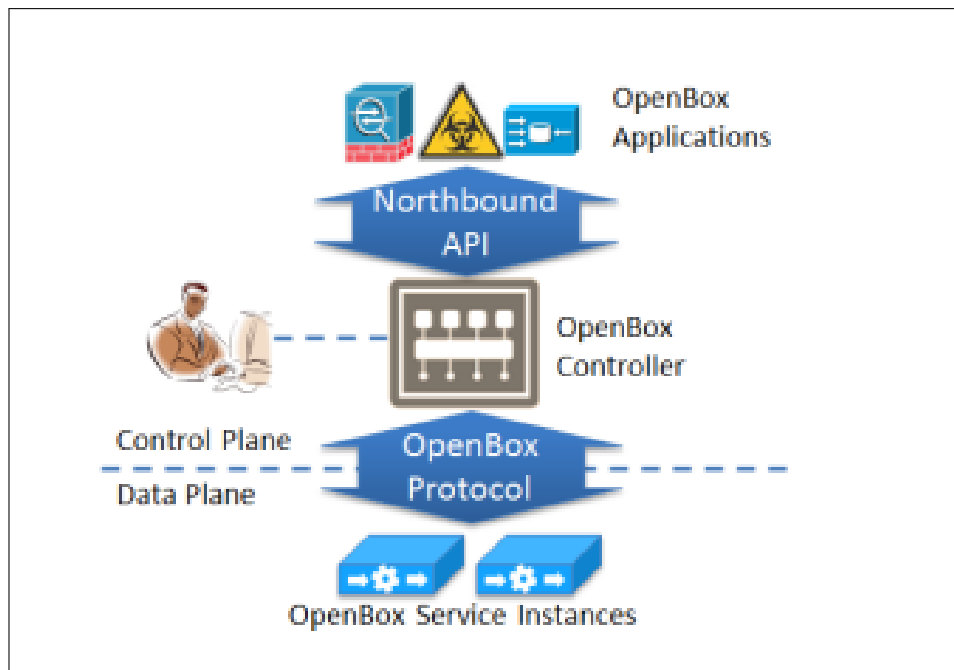 OpenBox
Applications
Northbound
API
OpenBox
Controller
Control Plane
OpenBox
Protocol
Data Plane
OpenBox Service Instances